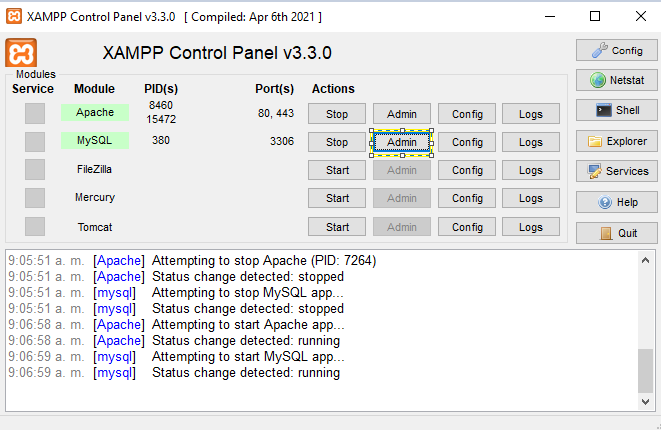 XAMPP Control Panel v3.3.0 [ Compiled: Apr 6th 2021 ]
XAMPP Control Panel v3.3.0
Config
Modules
Service Module PID(s) Port(s) Actions
Netstat
Apache 8460 15472 80, 443 Stop Admin Config Logs
Shell
MySQL 380 3306 Stop Admin Config Logs
Explorer
FileZilla Start Admin Config Logs
Services
Mercury Start Admin Config Logs
Help
Tomcat Start Admin Config Logs
Quit
9:05:51 a. m. [Apache] Attempting to stop Apache (PID: 7264)
9:05:51 a. m. [Apache] Status change detected: stopped
9:05:51 a. m. [mysql] Attempting to stop MySQL app...
9:05:51 a. m. [mysql] Status change detected: stopped
9:06:58 a. m. [Apache] Attempting to start Apache app...
9:06:58 a. m. [Apache] Status change detected: running
9:06:59 a. m. [mysql] Attempting to start MySQL app...
9:06:59 a. m. [mysql] Status change detected: running